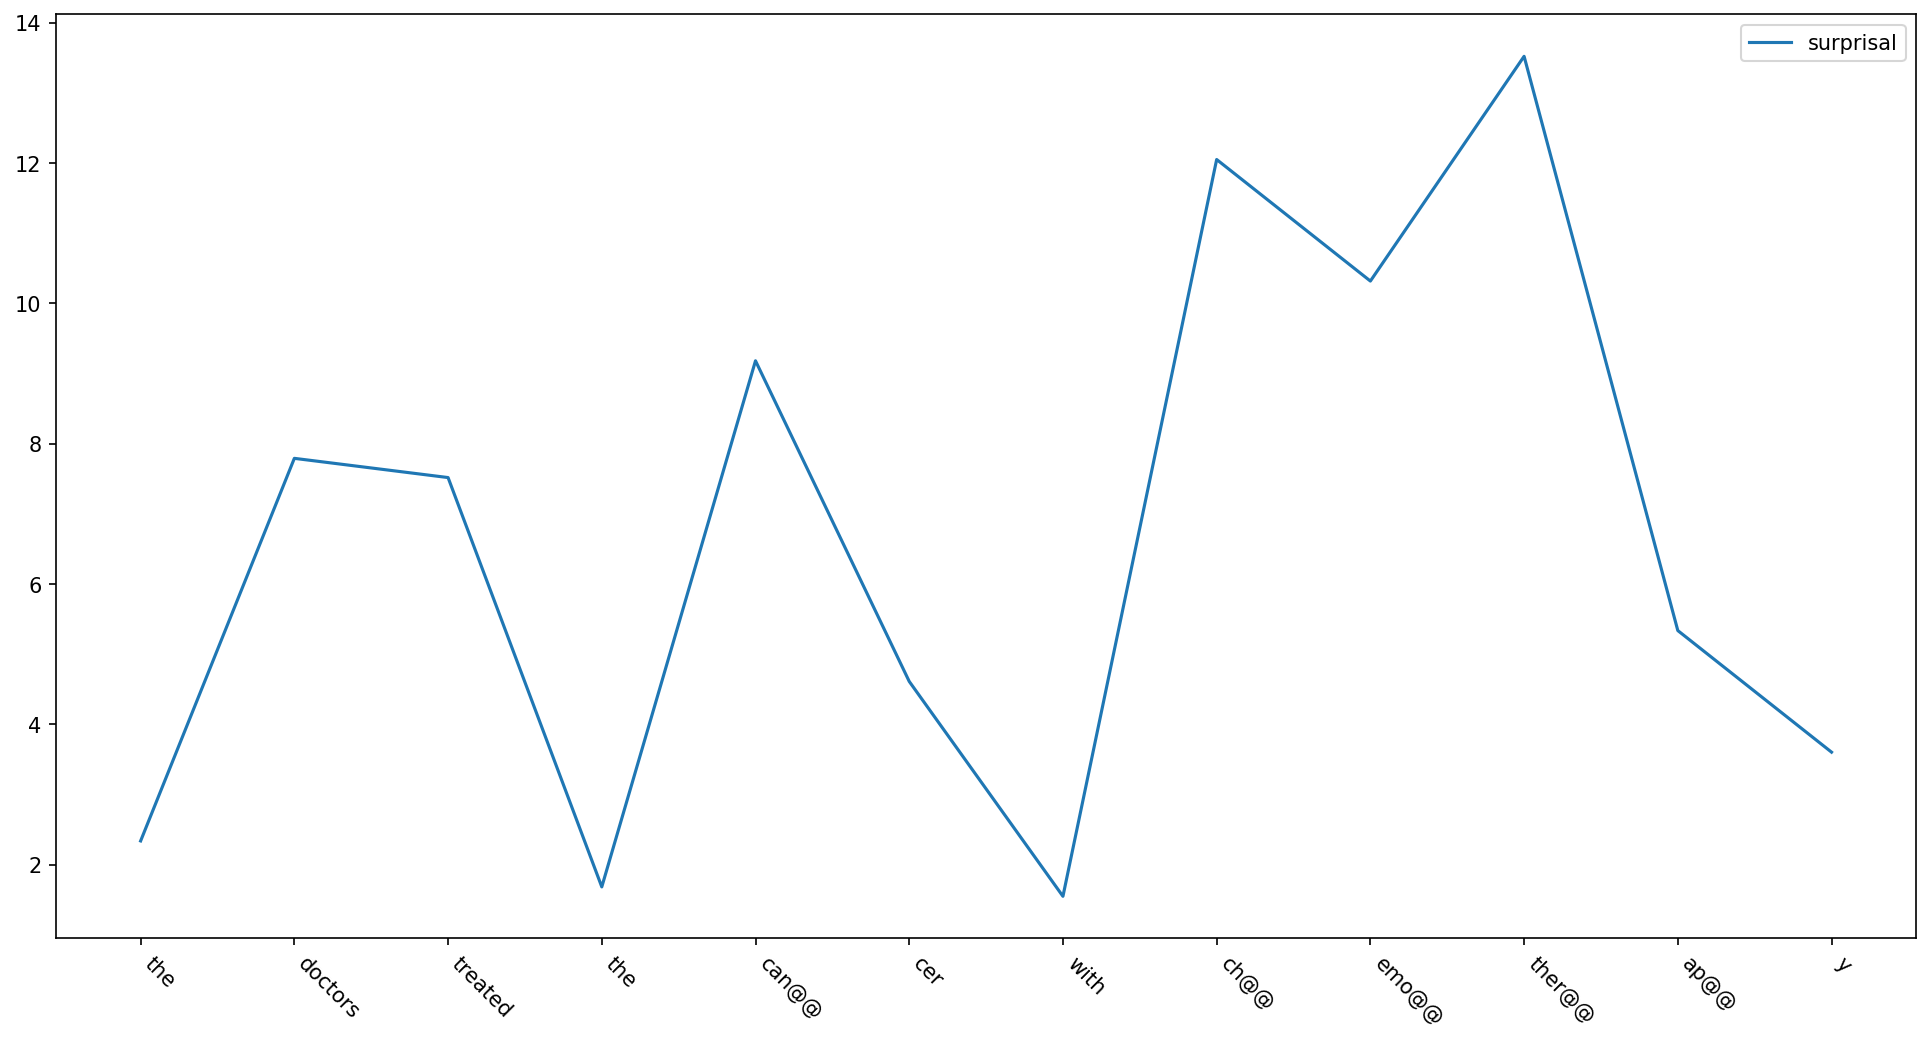 14
12
10
8
6
4
2
surprisal
the
doctors
treated
the
can@@
cer
with
ch@@
emo@@
ther@@
ap@@
y